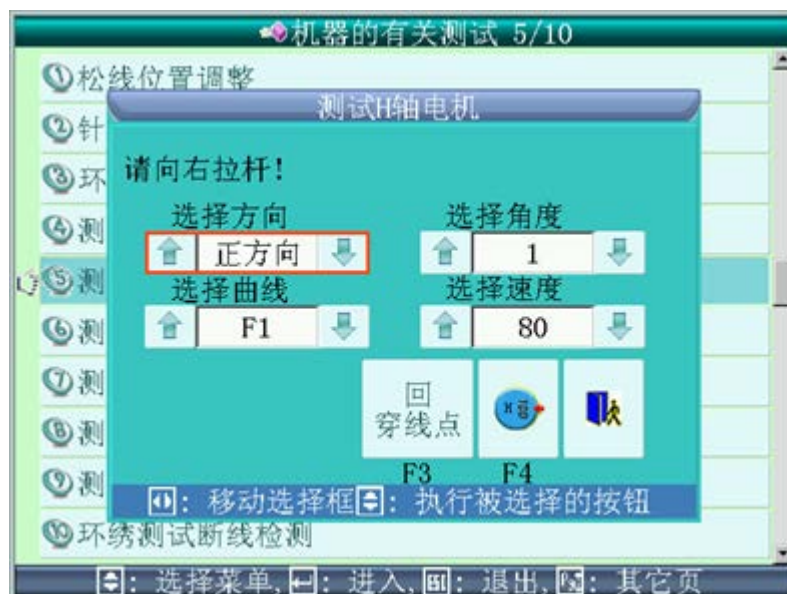 机器的有关测试 5/10
①松线位置调整
测试H轴电机
②针
请向右拉杆！
③环
选择方向 选择角度
④测
正方向 1
⑤测
选择曲线 选择速度
⑥测
F1 80
⑦测
回
穿线点
⑧测
F3 F4
⑨测
移动选择框 : 执行被选择的按钮
⑩环绕测试断线检测
: 选择菜单, : 进入, ESC : 退出, : 其它页